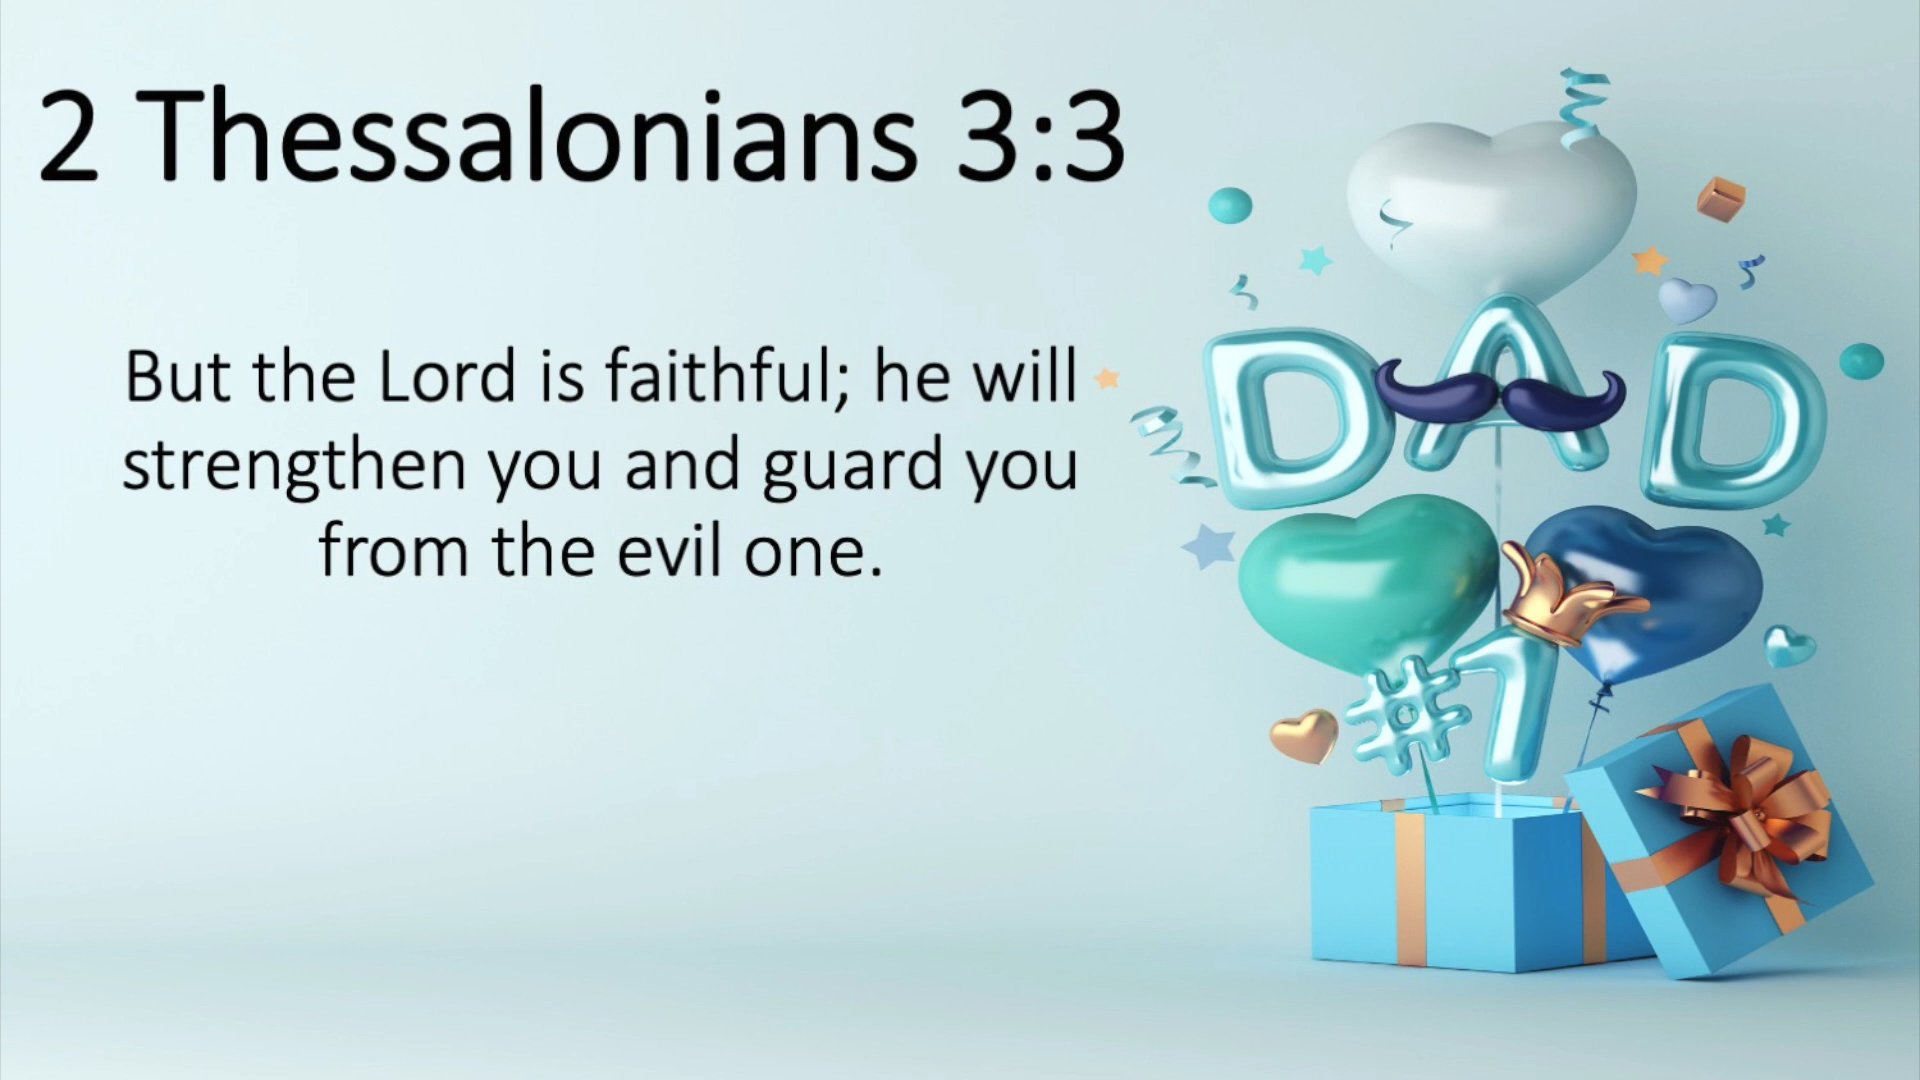 2 Thessalonians 3:3
But the Lord is faithful; he will
strengthen you and guard you
from the evil one.
DAD
#1